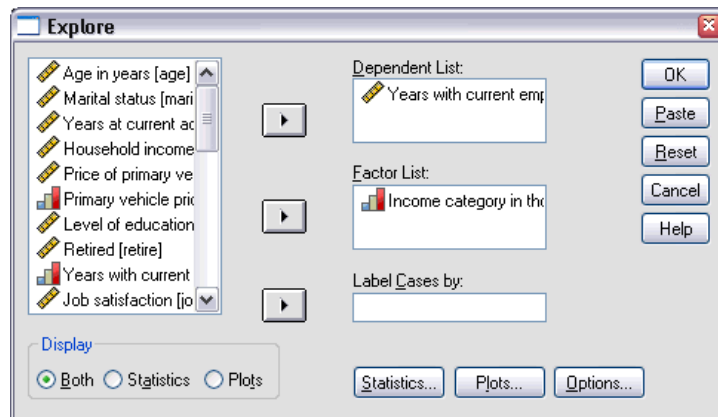 Explore
Age in years [age]
Marital status [mari
Years at current ad
Household income
Price of primary ve
Primary vehicle pric
Level of education
Retired [retire]
Years with current
Job satisfaction [jo
Display
Both
Statistics
Plots
Dependent List:
Years with current emp
Factor List:
Income category in tho
Label Cases by:
Statistics...
Plots...
Options...
OK
Paste
Reset
Cancel
Help